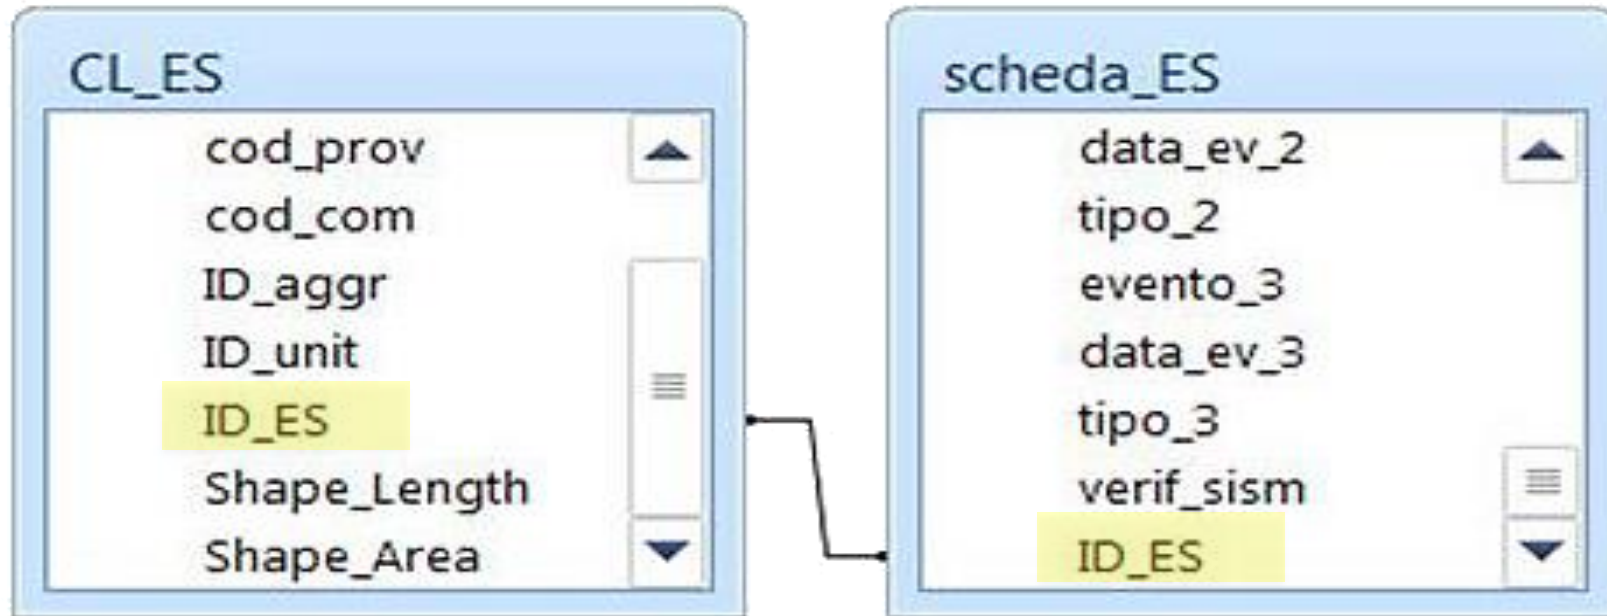 CL_ES
cod_prov
cod_com
ID_aggr
ID_unit
ID_ES
Shape_Length
Shape_Area
scheda_ES
data_ev_2
tipo_2
evento_3
data_ev_3
tipo_3
verif_sism
ID_ES